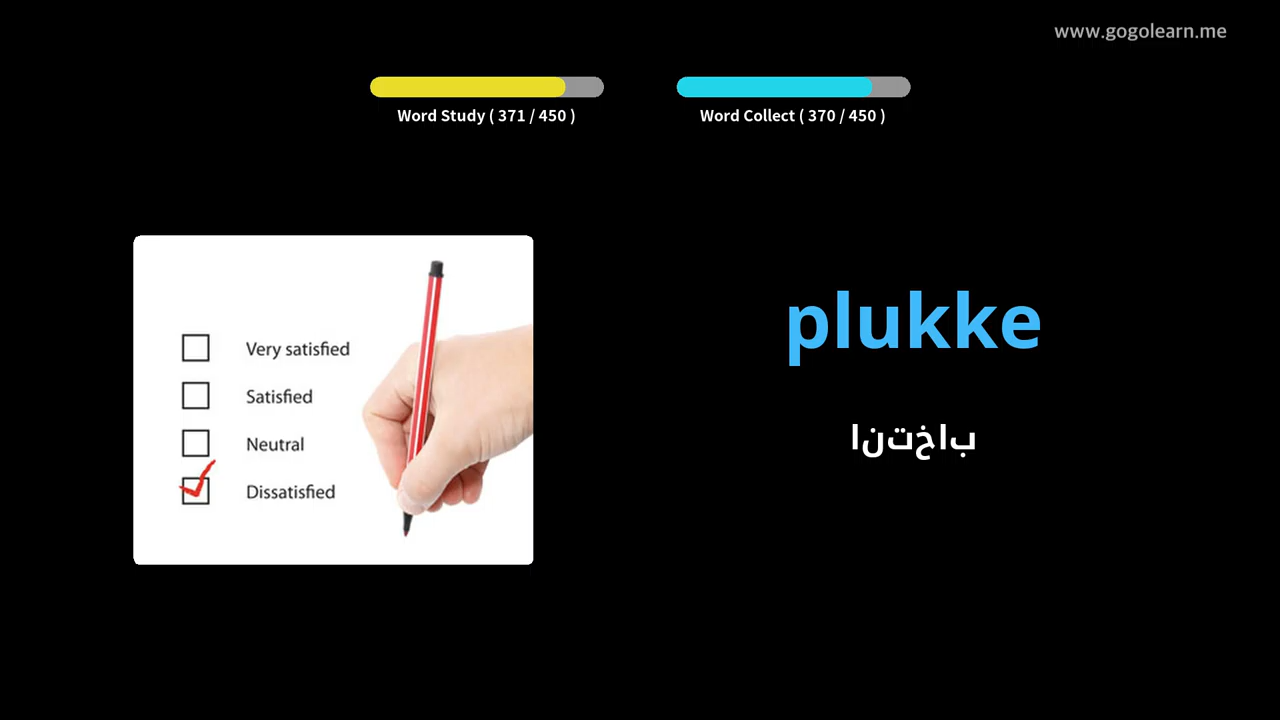 www.gogolearn.me
Word Study ( 371 / 450 )
Word Collect ( 370 / 450 )
Very satisfied
Satisfied
Neutral
Dissatisfied
plukke
انتخاب